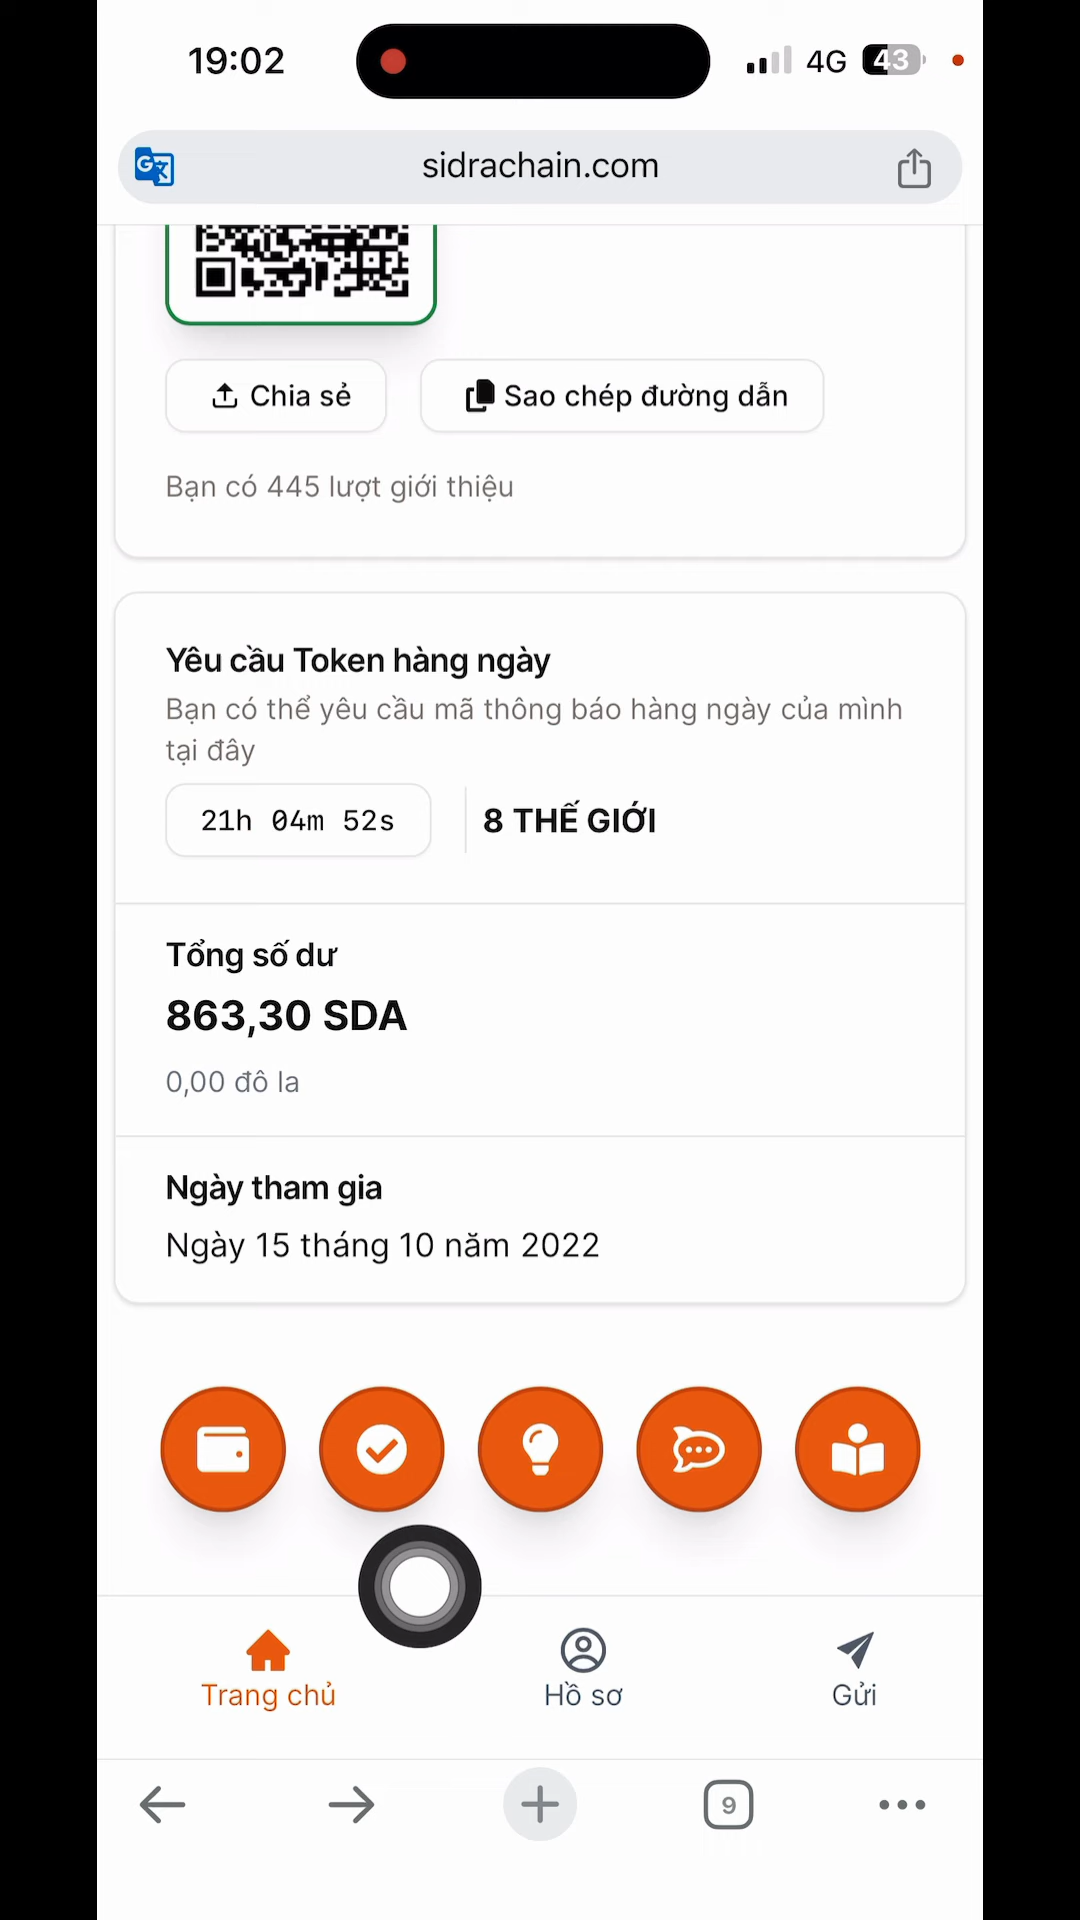 19:02
4G
43
sidrachain.com
Chia sẻ
Sao chép đường dẫn
Bạn có 445 lượt giới thiệu
Yêu cầu Token hàng ngày
Bạn có thể yêu cầu mã thông báo hàng ngày của mình
tại đây
21h 04m 52s
8 THẾ GIỚI
Tổng số dư
863,30 SDA
0,00 đô la
Ngày tham gia
Ngày 15 tháng 10 năm 2022
Trang chủ
Hồ sơ
Gửi
9